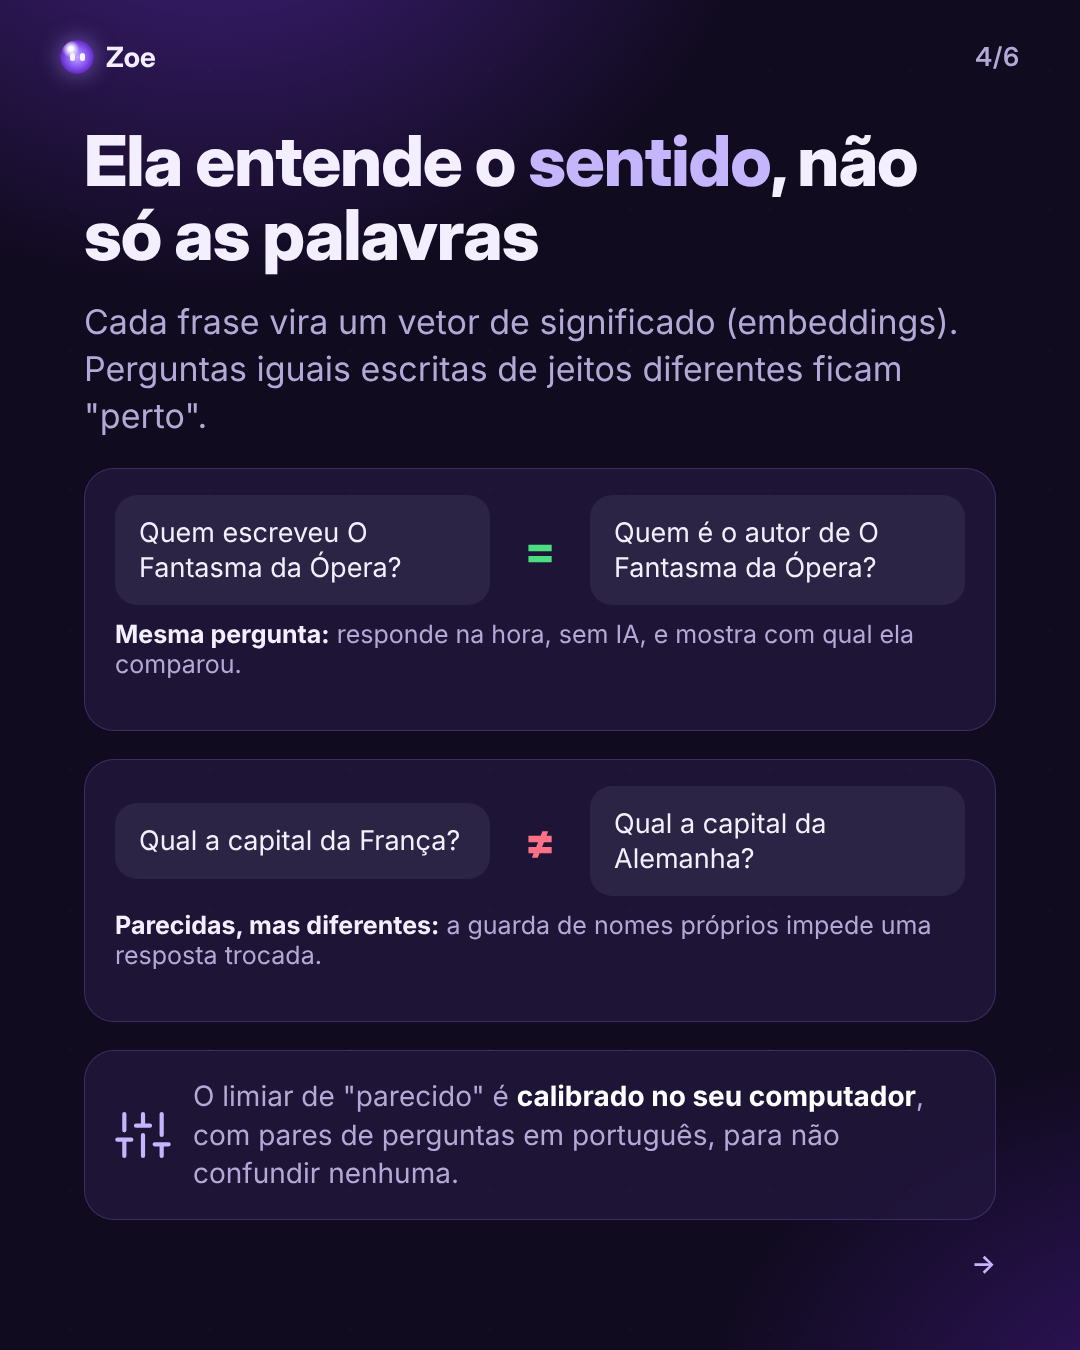 Zoe
4/6
Ela entende o sentido, não
só as palavras
Cada frase vira um vetor de significado (embeddings).
Perguntas iguais escritas de jeitos diferentes ficam
"perto".
Quem escreveu O
Fantasma da Ópera?
=
Quem é o autor de O
Fantasma da Ópera?
Mesma pergunta: responde na hora, sem IA, e mostra com qual ela
comparou.
Qual a capital da França?
≠
Qual a capital da
Alemanha?
Parecidas, mas diferentes: a guarda de nomes próprios impede uma
resposta trocada.
O limiar de "parecido" é calibrado no seu computador,
com pares de perguntas em português, para não
confundir nenhuma.
→